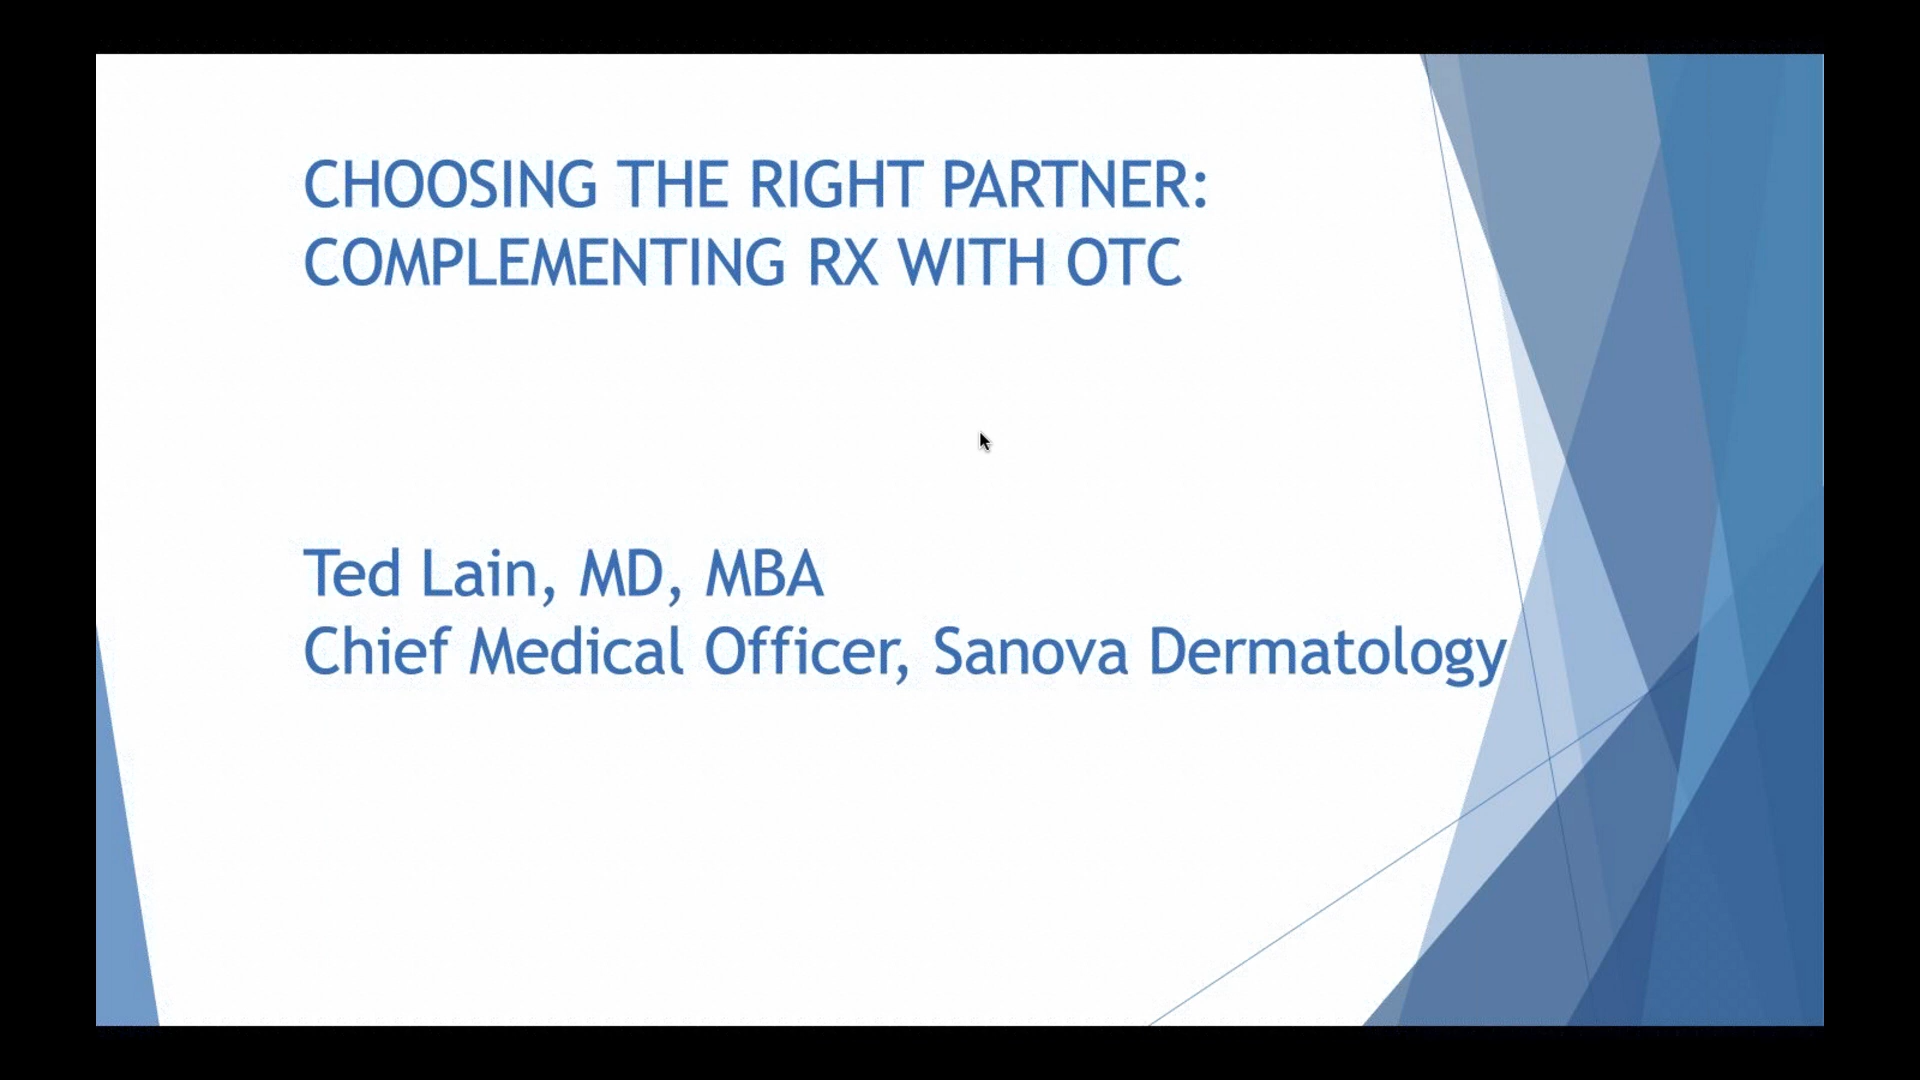 CHOOSING THE RIGHT PARTNER:
COMPLEMENTING RX WITH OTC
Ted Lain, MD, MBA
Chief Medical Officer, Sanova Dermatology